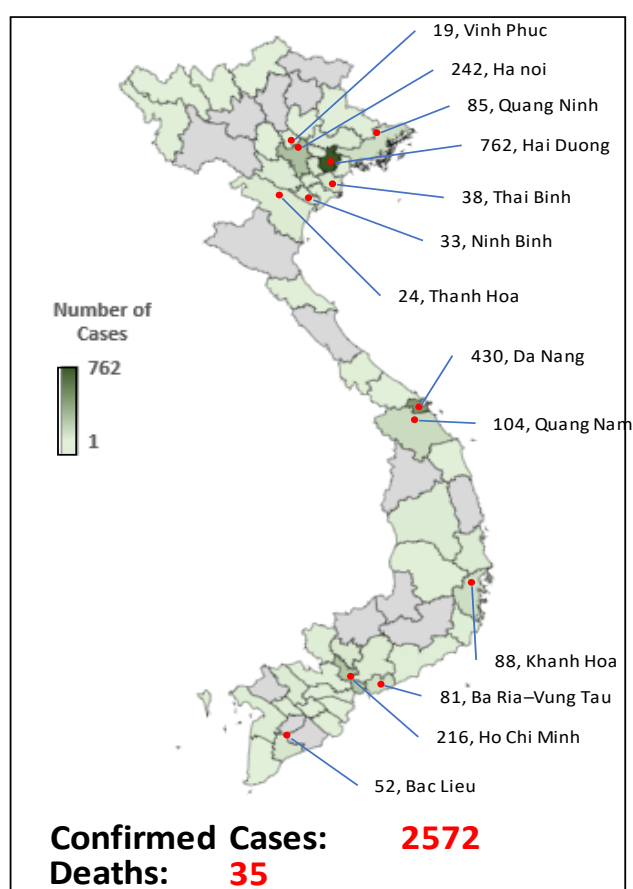 19, Vinh Phuc
242, Ha noi
85, Quang Ninh
762, Hai Duong
38, Thai Binh
33, Ninh Binh
24, Thanh Hoa
Number of
Cases
762
1
430, Da Nang
104, Quang Nam
88, Khanh Hoa
81, Ba Ria–Vung Tau
216, Ho Chi Minh
52, Bac Lieu
Confirmed Cases: 2572
Deaths: 35